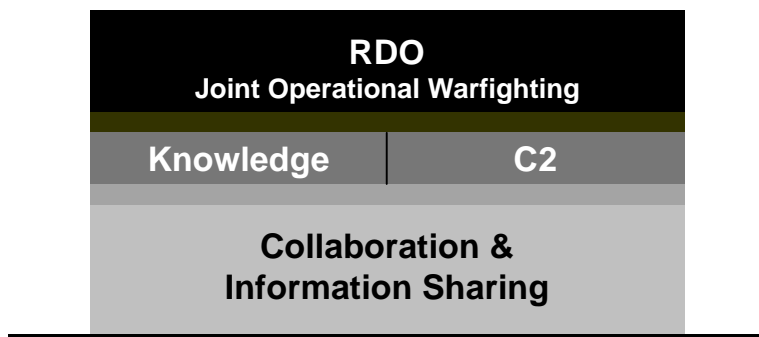 RDO
Joint Operational Warfighting
Knowledge C2
Collaboration &
Information Sharing